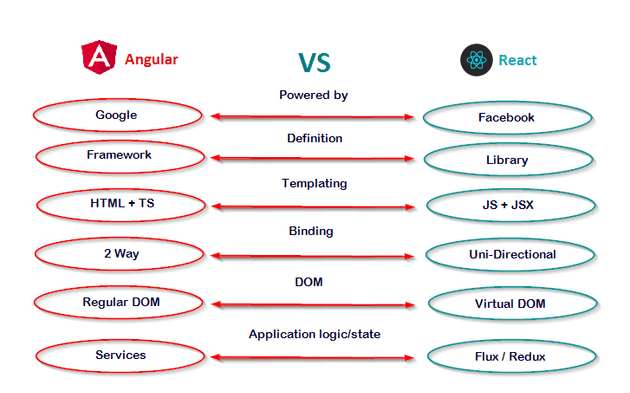 Angular VS React
Powered by
Google Facebook
Definition
Framework Library
Templating
HTML + TS JS + JSX
Binding
2 Way Uni-Directional
DOM
Regular DOM Virtual DOM
Application logic/state
Services Flux / Redux